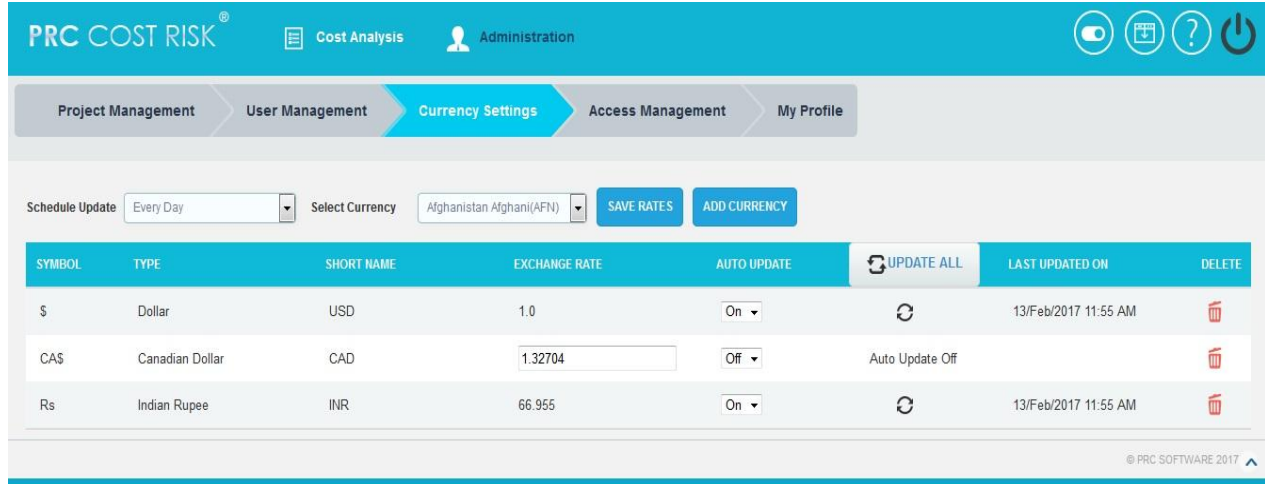 PRC COST RISK® Cost Analysis Administration ?
Project Management User Management Currency Settings Access Management My Profile
Schedule Update Every Day Select Currency Afghanistan Afghani(AFN) SAVE RATES ADD CURRENCY
SYMBOL TYPE SHORT NAME EXCHANGE RATE AUTO UPDATE UPDATE ALL LAST UPDATED ON DELETE
$ Dollar USD 1.0 On 13/Feb/2017 11:55 AM
CA$ Canadian Dollar CAD 1.32704 Off Auto Update Off
Rs Indian Rupee INR 66.955 On 13/Feb/2017 11:55 AM
© PRC SOFTWARE 2017